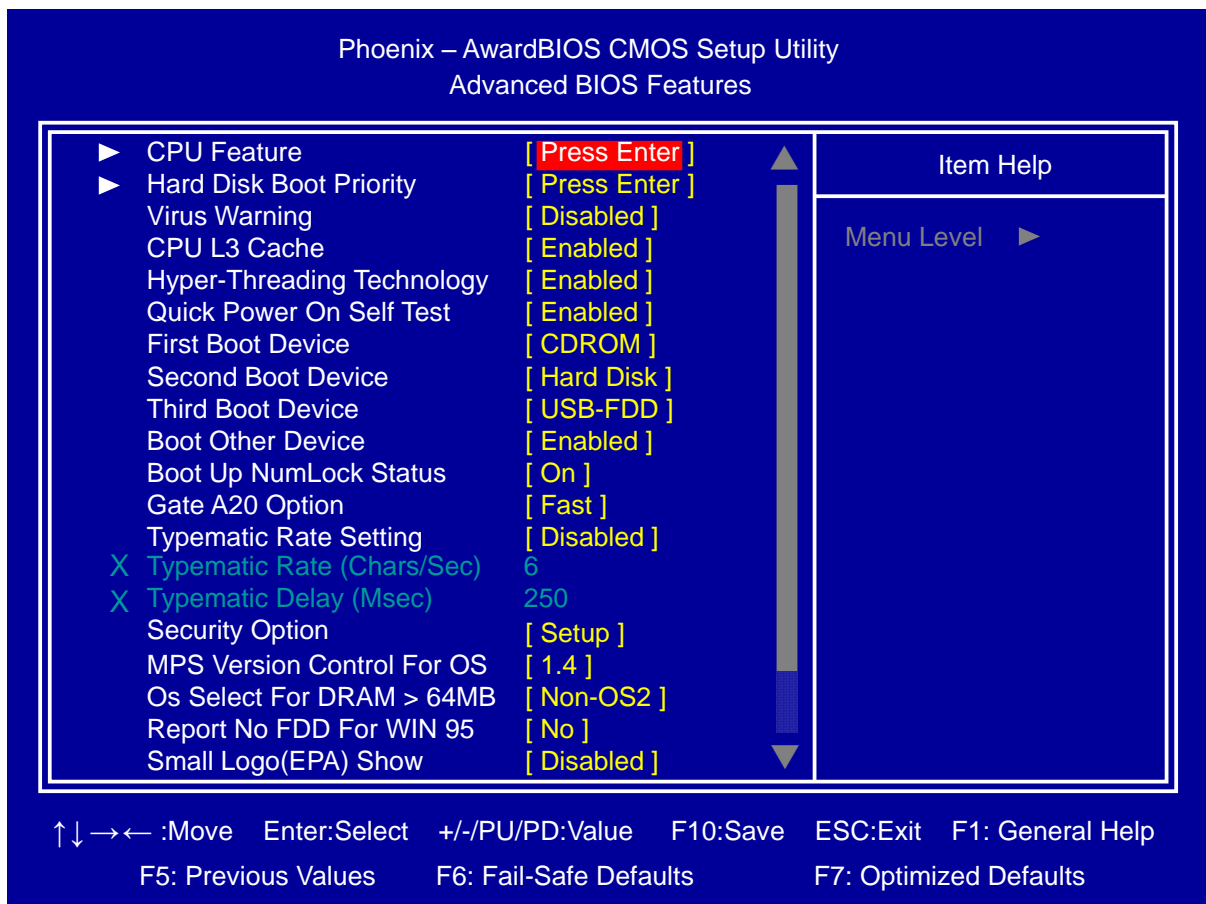 Phoenix – AwardBIOS CMOS Setup Utility
Advanced BIOS Features
► CPU Feature [ Press Enter ]
► Hard Disk Boot Priority [ Press Enter ]
Virus Warning [ Disabled ]
CPU L3 Cache [ Enabled ]
Hyper-Threading Technology [ Enabled ]
Quick Power On Self Test [ Enabled ]
First Boot Device [ CDROM ]
Second Boot Device [ Hard Disk ]
Third Boot Device [ USB-FDD ]
Boot Other Device [ Enabled ]
Boot Up NumLock Status [ On ]
Gate A20 Option [ Fast ]
Typematic Rate Setting [ Disabled ]
X Typematic Rate (Chars/Sec) 6
X Typematic Delay (Msec) 250
Security Option [ Setup ]
MPS Version Control For OS [ 1.4 ]
Os Select For DRAM > 64MB [ Non-OS2 ]
Report No FDD For WIN 95 [ No ]
Small Logo(EPA) Show [ Disabled ]
Item Help
Menu Level ►
↑↓→← :Move Enter:Select +/-/PU/PD:Value F10:Save ESC:Exit F1: General Help
F5: Previous Values F6: Fail-Safe Defaults F7: Optimized Defaults